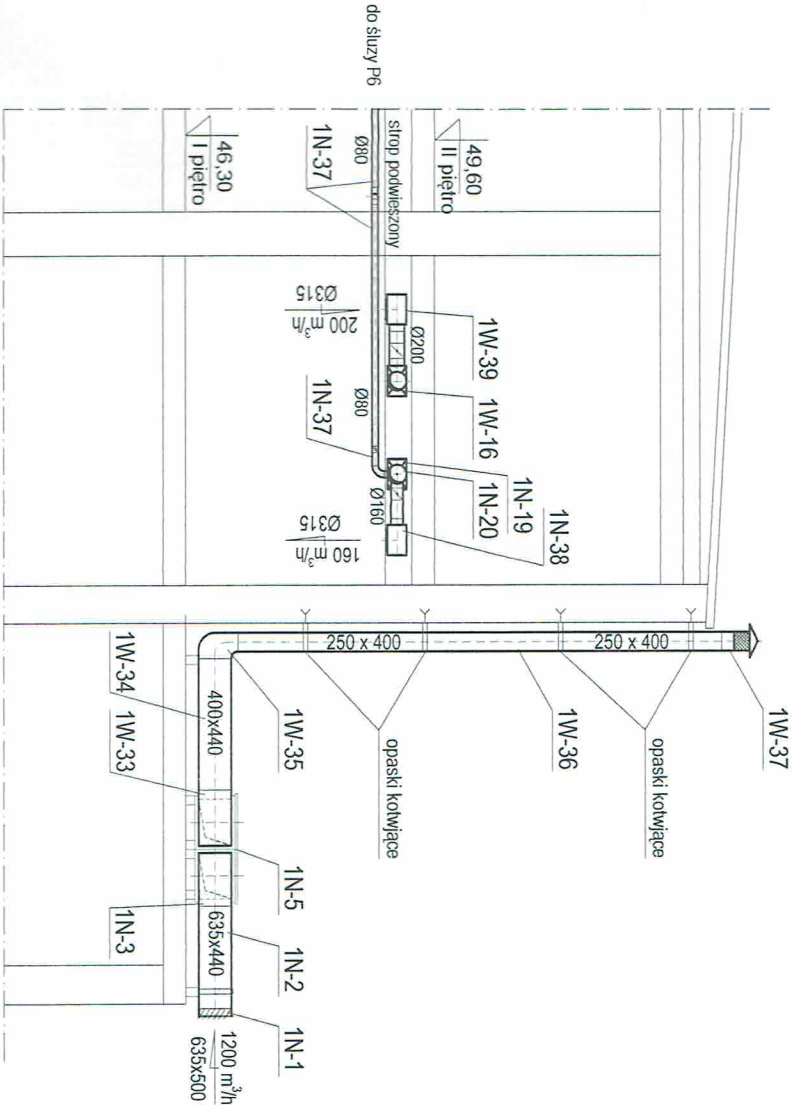 do śluzy P6
46,30
I piętro
49,60
II piętro
strop podwieszony
Ø80
1N-37
200 m³/h
Ø315
Ø200
1W-39
1W-16
Ø80
1N-37
Ø160
1N-20
1N-19
1N-38
160 m³/h
Ø315
250 x 400
250 x 400
1W-37
1W-36
1W-35
opaski kotwjące
opaski kotwjące
1W-34
400x440
1W-33
1N-5
1N-3
635x440
1N-2
1N-1
1200 m³/h
635x500